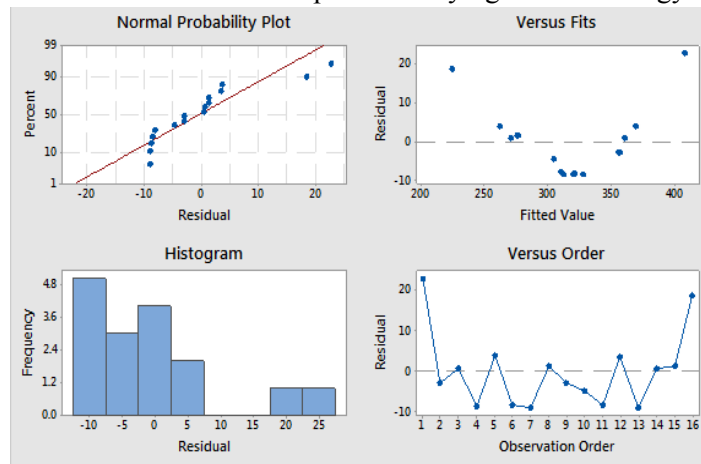 Normal Probability Plot
99
90
50
10
1
Percent
-20 -10 0 10 20
Residual
Versus Fits
20
10
0
-10
Residual
200 250 300 350 400
Fitted Value
Histogram
4.8
3.6
2.4
1.2
0.0
Frequency
-10 -5 0 5 10 15 20 25
Residual
Versus Order
20
10
0
-10
Residual
1 2 3 4 5 6 7 8 9 10 11 12 13 14 15 16
Observation Order